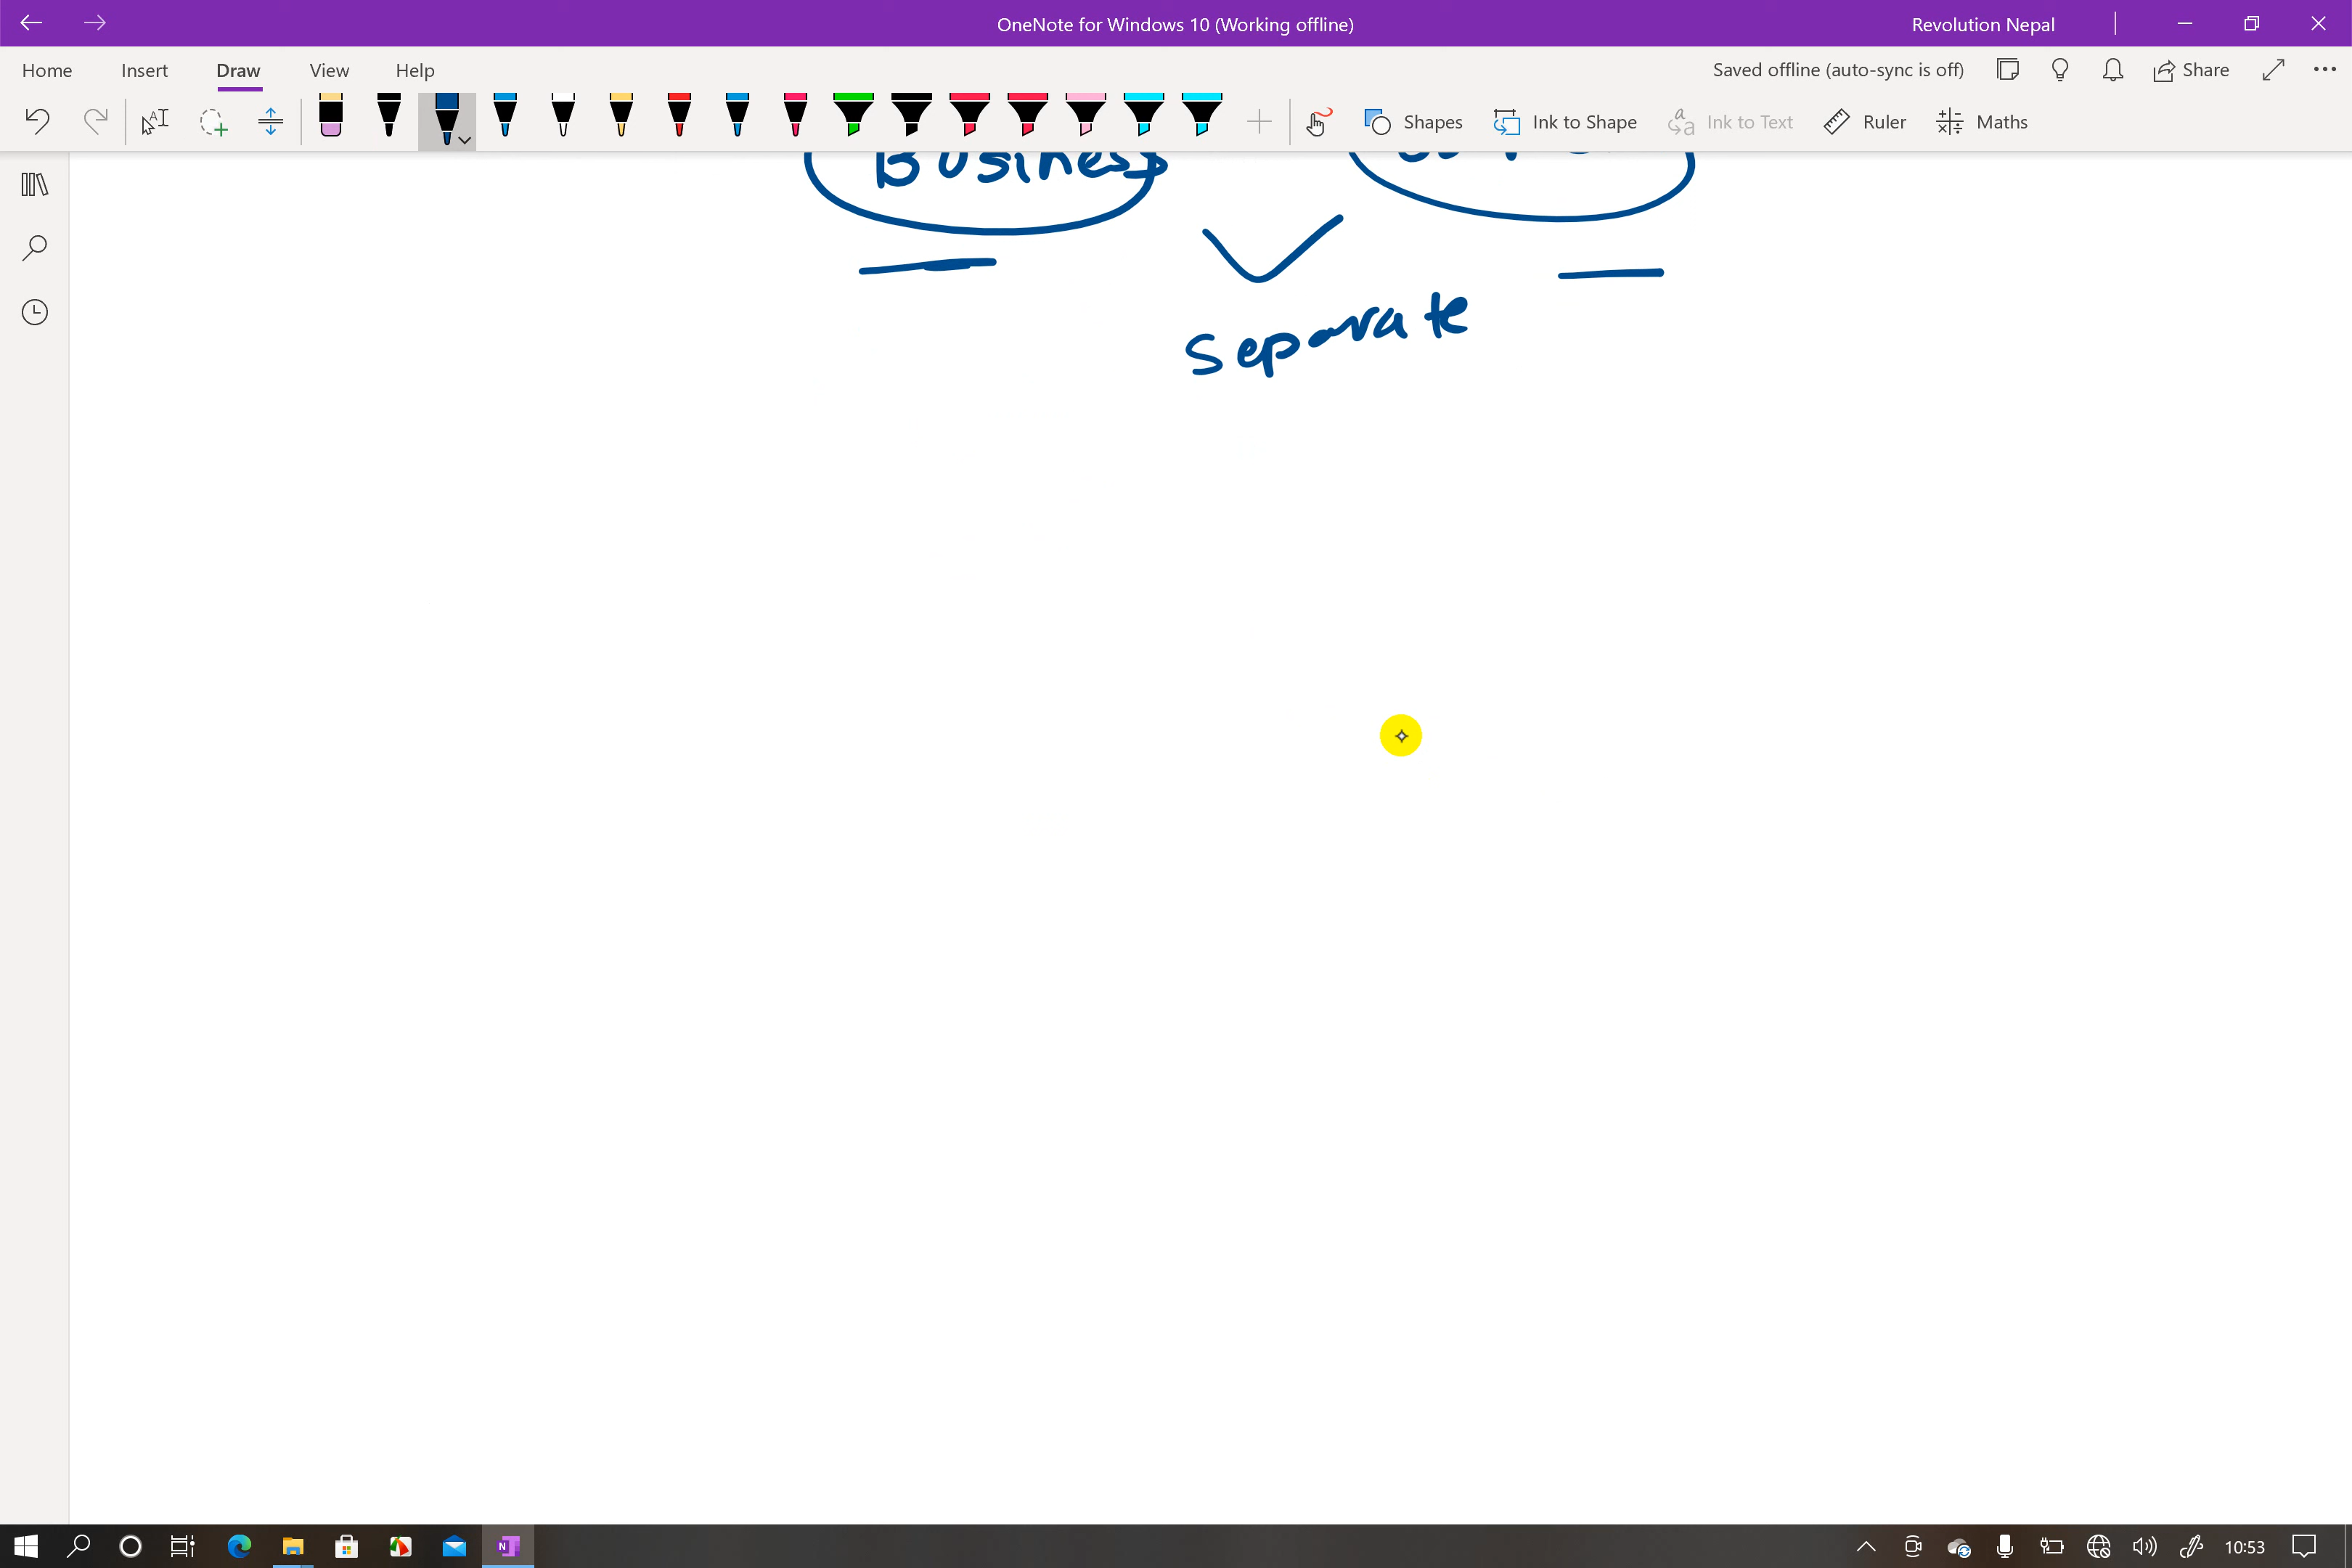 OneNote for Windows 10 (Working offline)
Revolution Nepal
Home Insert Draw View Help
Saved offline (auto-sync is off) Share
Shapes Ink to Shape Ink to Text Ruler Maths
Business
separate
10:53